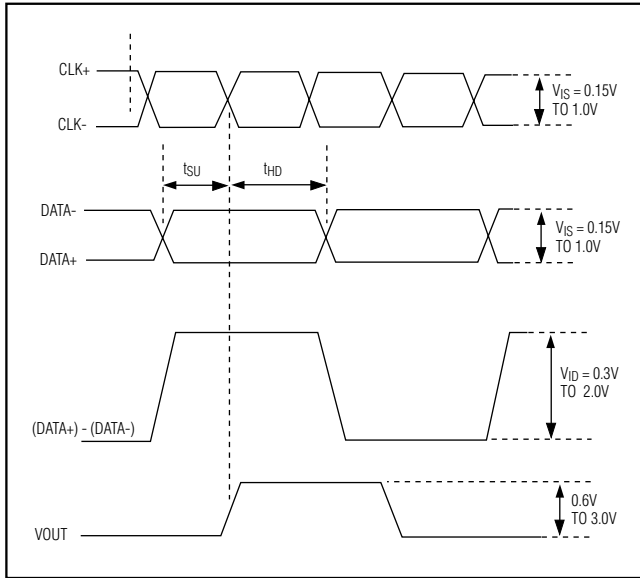 CLK+
CLK-
VIS = 0.15V
TO 1.0V
tSU
tHD
DATA-
DATA+
VIS = 0.15V
TO 1.0V
(DATA+) - (DATA-)
VID = 0.3V
TO 2.0V
VOUT
0.6V
TO 3.0V